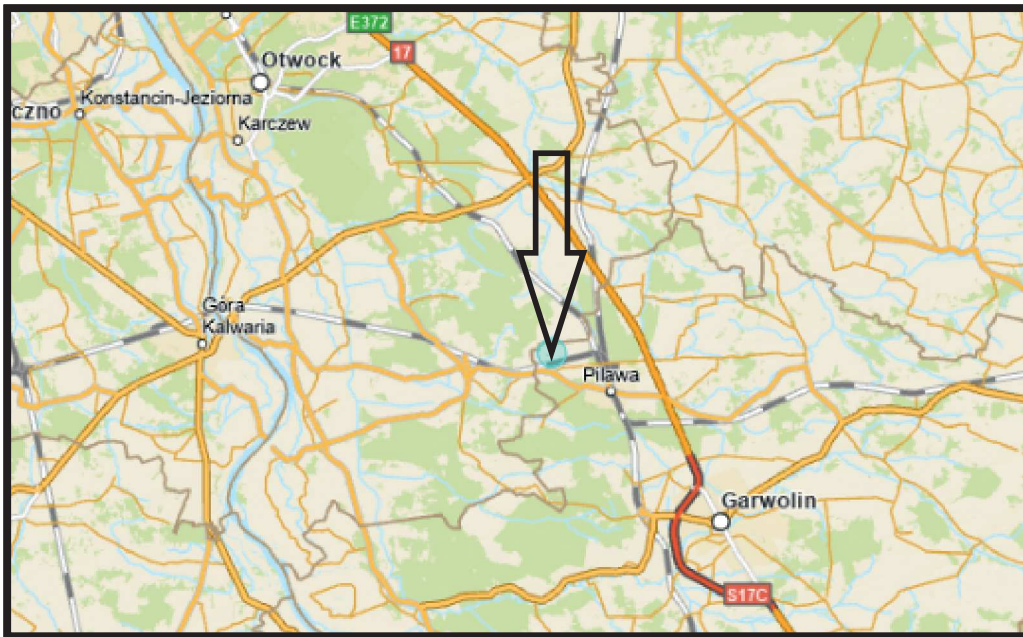 E372
17
Otwock
Konstancin-Jeziorna
czno
Karczew
Góra
Kalwaria
Pilawa
Garwolin
S17C